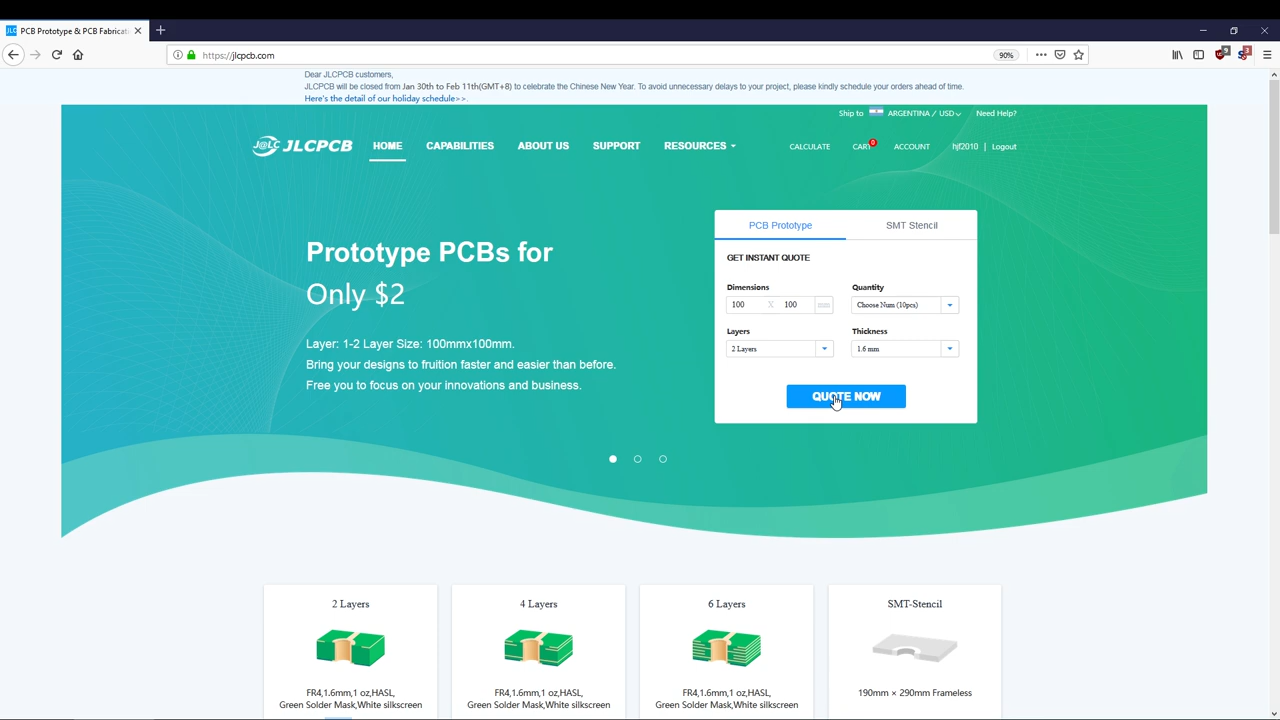 PCB Prototype & PCB Fabricati
https://jlcpcb.com
90%
9
3
Dear JLCPCB customers,
JLCPCB will be closed from Jan 30th to Feb 11th(GMT+8) to celebrate the Chinese New Year. To avoid unnecessary delays to your project, please kindly schedule your orders ahead of time.
Here's the detail of our holiday schedule>>.
Ship to ARGENTINA / USD Need Help?
J@LC JLCPCB HOME CAPABILITIES ABOUT US SUPPORT RESOURCES CALCULATE CART 0 ACCOUNT hjf2010 | Logout
PCB Prototype SMT Stencil
Prototype PCBs for
Only $2
Layer: 1-2 Layer Size: 100mmx100mm.
Bring your designs to fruition faster and easier than before.
Free you to focus on your innovations and business.
GET INSTANT QUOTE
Dimensions Quantity
100 X 100 Choose Num (10pcs)
Layers Thickness
2 Layers 1.6 mm
QUOTE NOW
2 Layers 4 Layers 6 Layers SMT-Stencil
FR4,1.6mm,1 oz,HASL, FR4,1.6mm,1 oz,HASL, FR4,1.6mm,1 oz,HASL, 190mm × 290mm Frameless
Green Solder Mask,White silkscreen Green Solder Mask,White silkscreen Green Solder Mask,White silkscreen